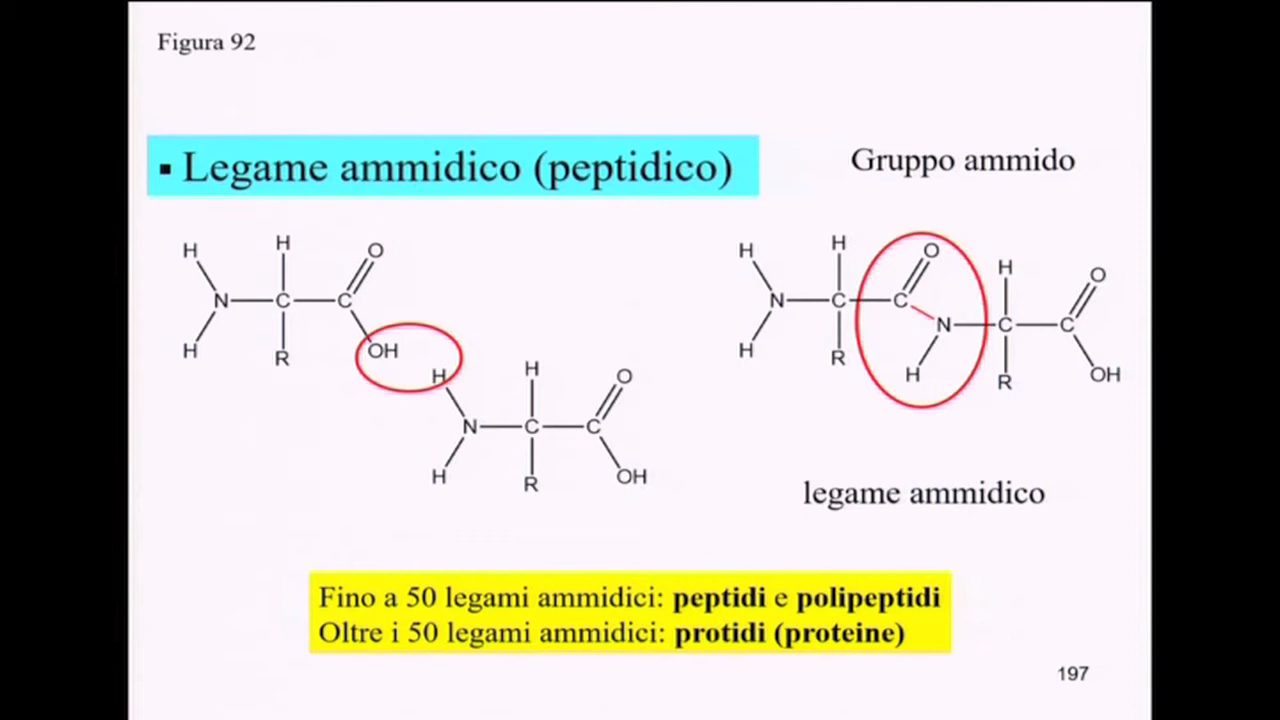 Figura 92
▪ Legame ammidico (peptidico)
Gruppo ammido
H H O
N C C
H R OH
H H O
N C C
H R OH
H H O H O
N C C N C C
H R H R OH
legame ammidico
Fino a 50 legami ammidici: peptidi e polipeptidi
Oltre i 50 legami ammidici: protidi (proteine)
197